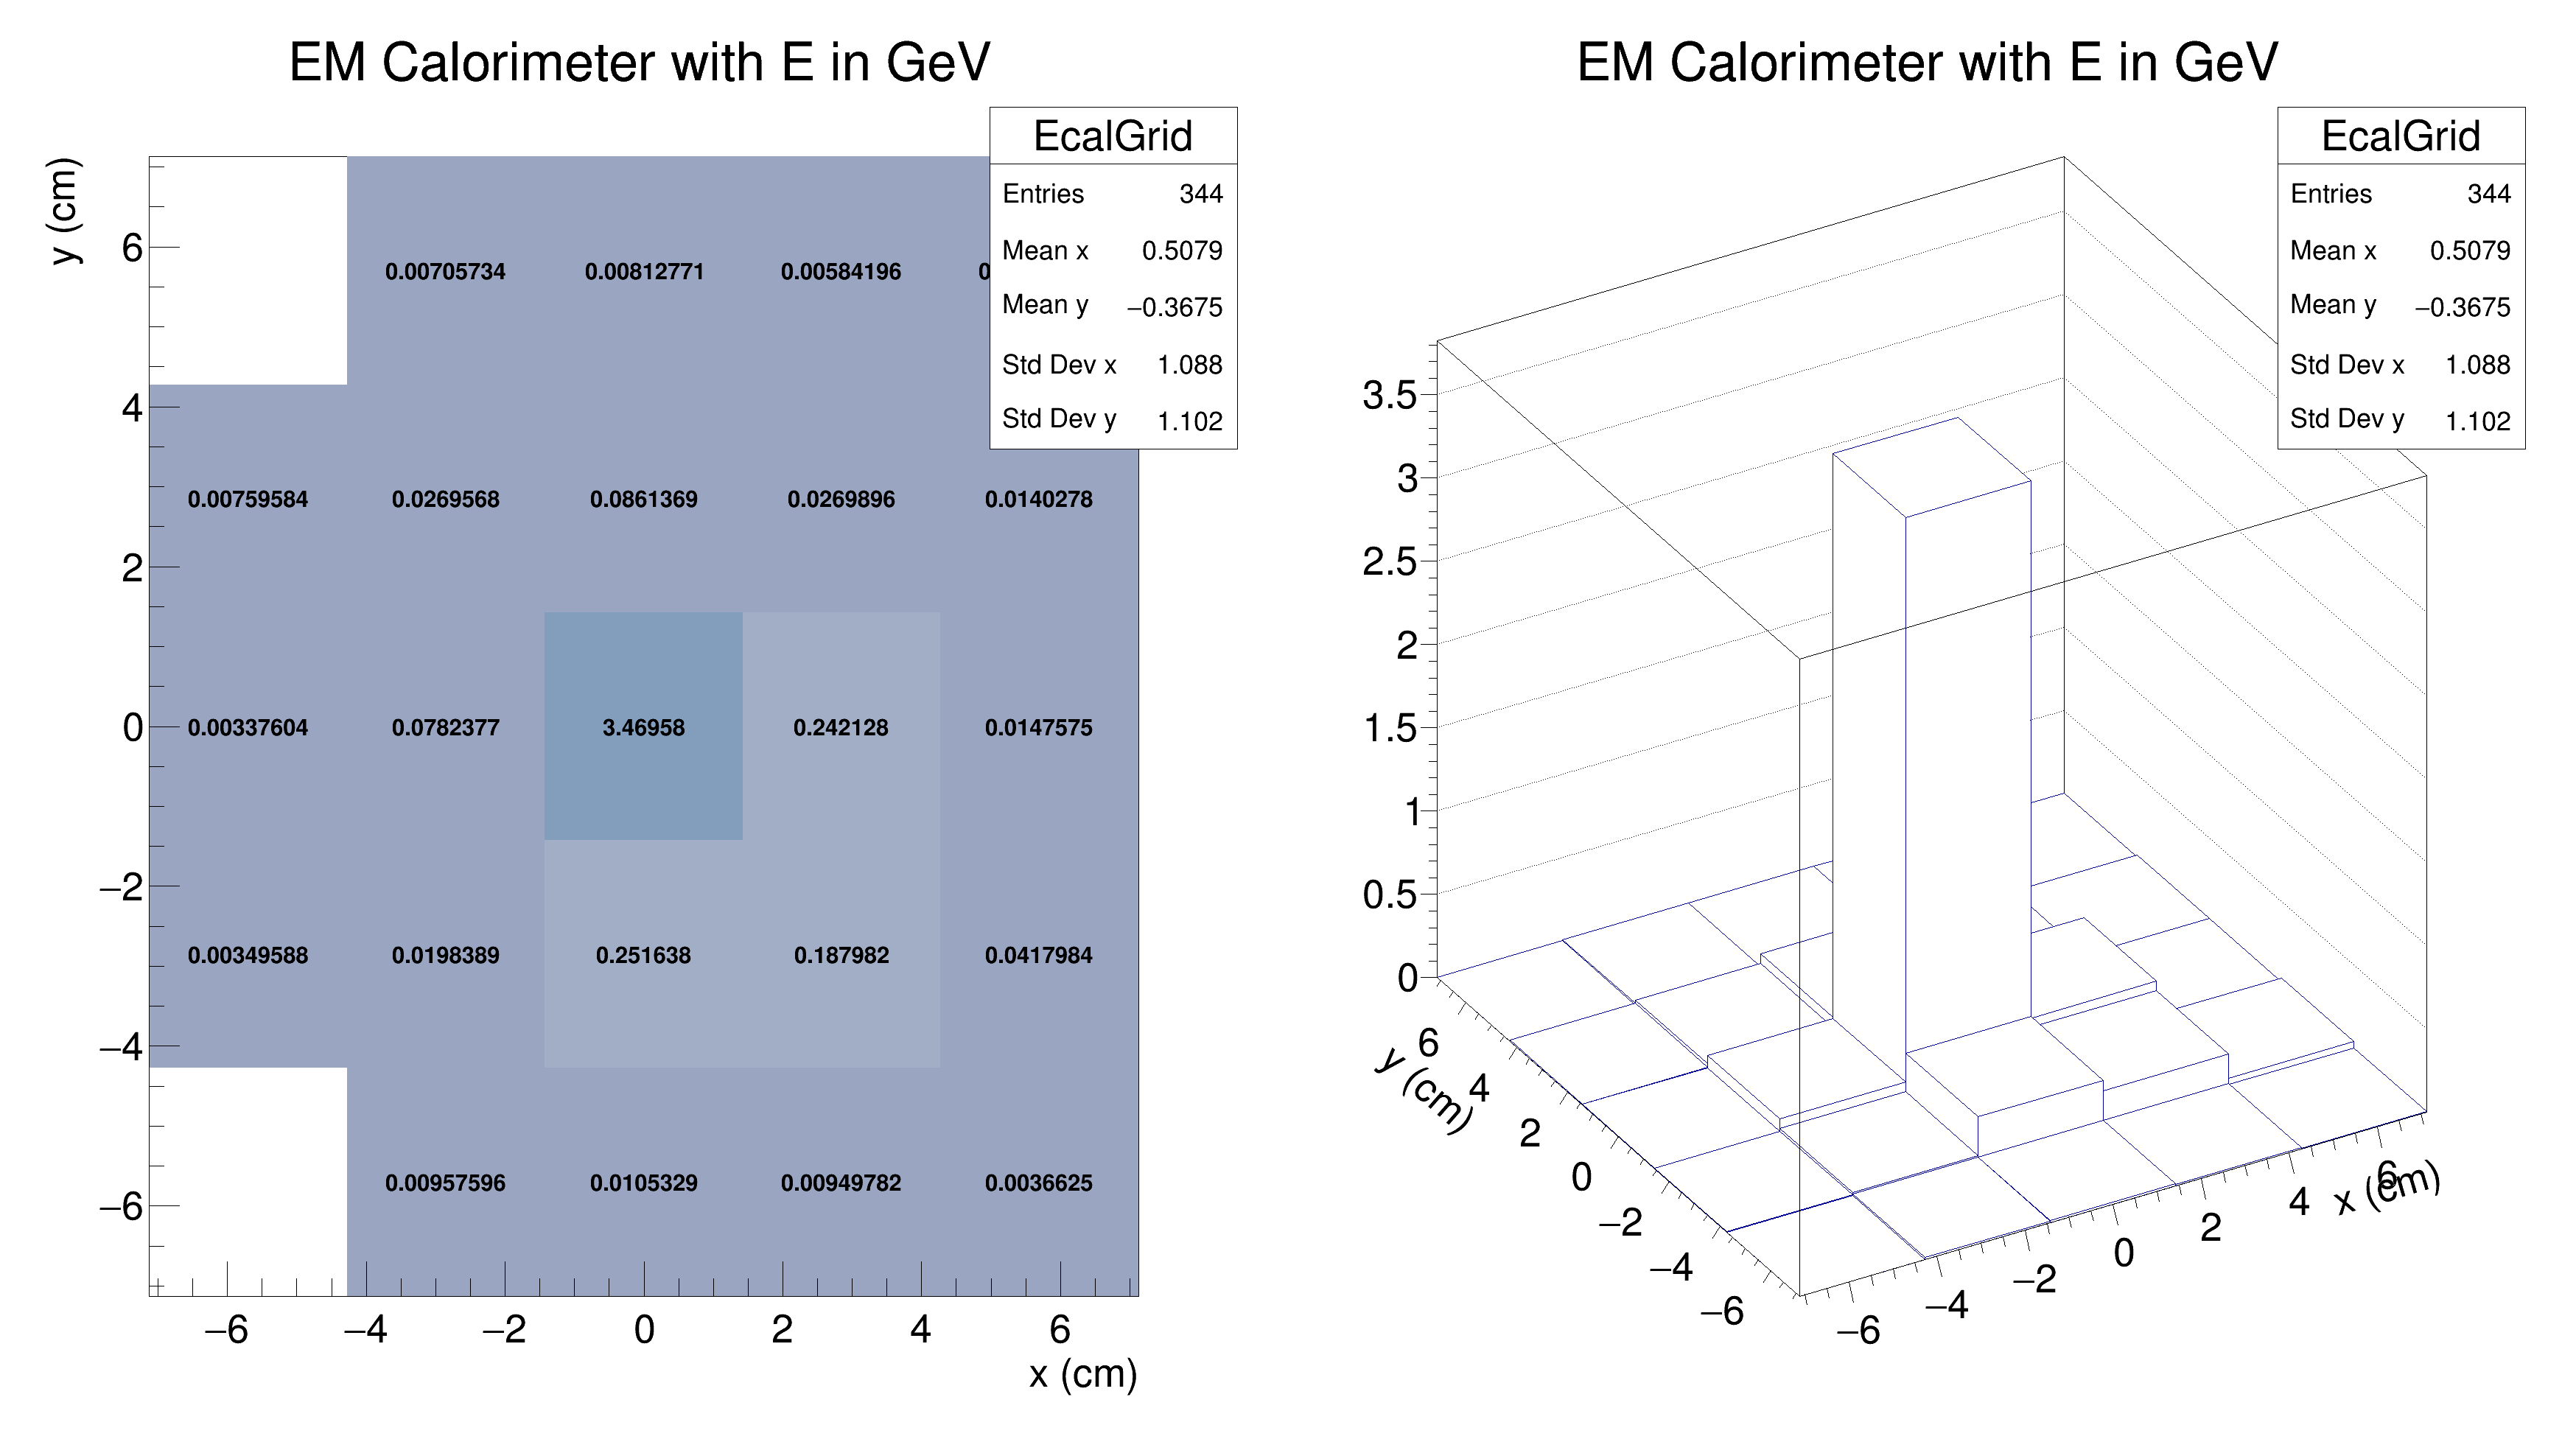 EM Calorimeter with E in GeV
EcalGrid
Entries 344
Mean x 0.5079
Mean y −0.3675
Std Dev x 1.088
Std Dev y 1.102
y (cm)
6
4
2
0
−2
−4
−6
0.00705734 0.00812771 0.00584196
0.00759584 0.0269568 0.0861369 0.0269896 0.0140278
0.00337604 0.0782377 3.46958 0.242128 0.0147575
0.00349588 0.0198389 0.251638 0.187982 0.0417984
0.00957596 0.0105329 0.00949782 0.0036625
−6 −4 −2 0 2 4 6
x (cm)
EM Calorimeter with E in GeV
EcalGrid
Entries 344
Mean x 0.5079
Mean y −0.3675
Std Dev x 1.088
Std Dev y 1.102
3.5
3
2.5
2
1.5
1
0.5
0
y (cm)
6
4
2
0
−2
−4
−6
−6
−4
−2
0
2
4
6
x (cm)